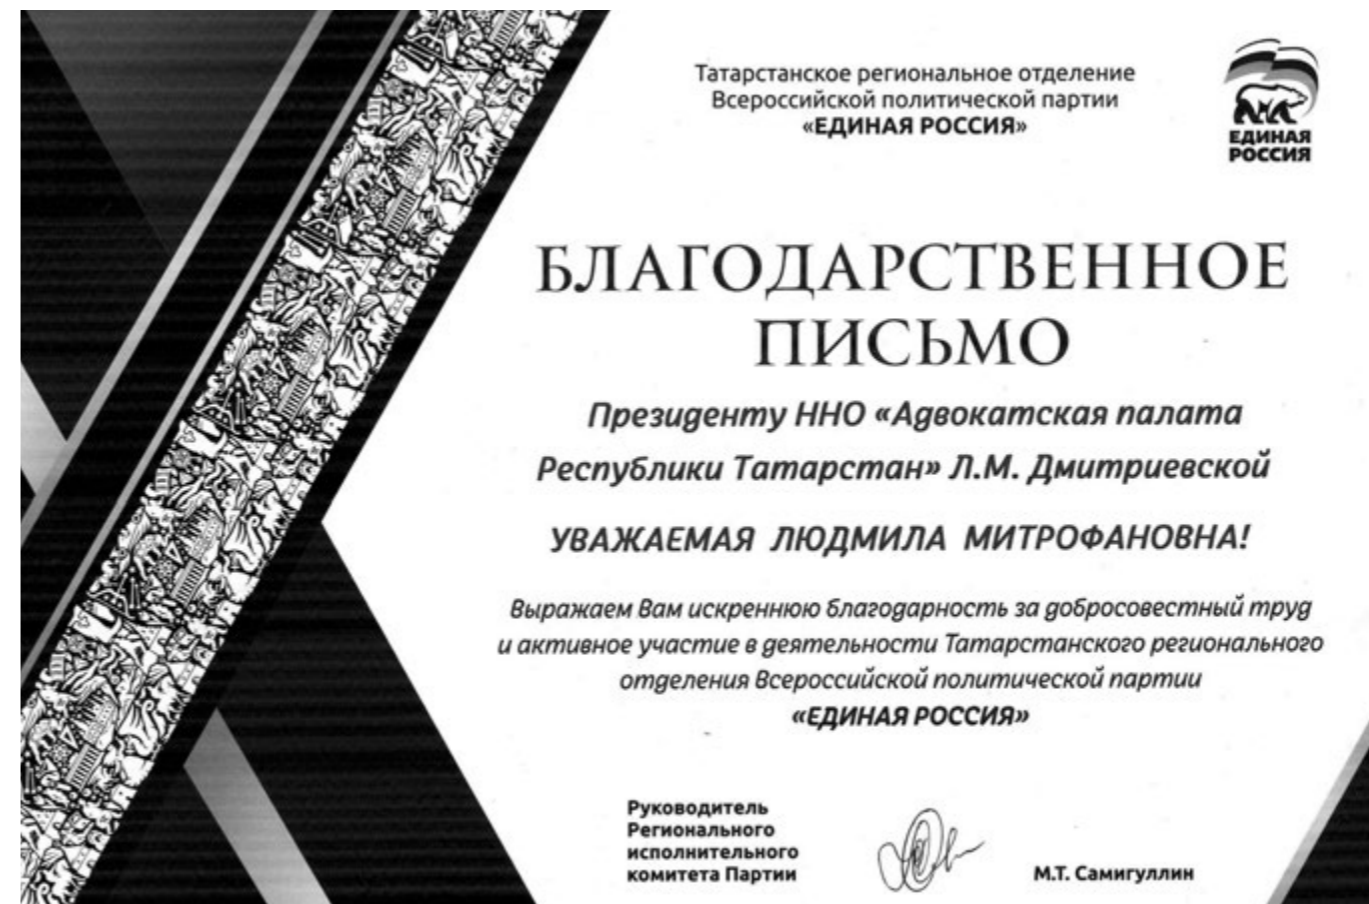 Татарстанское региональное отделение
Всероссийской политической партии
«ЕДИНАЯ РОССИЯ»
ЕДИНАЯ
РОССИЯ
БЛАГОДАРСТВЕННОЕ
ПИСЬМО
Президенту ННО «Адвокатская палата
Республики Татарстан» Л.М. Дмитриевской
УВАЖАЕМАЯ ЛЮДМИЛА МИТРОФАНОВНА!
Выражаем Вам искреннюю благодарность за добросовестный труд
и активное участие в деятельности Татарстанского регионального
отделения Всероссийской политической партии
«ЕДИНАЯ РОССИЯ»
Руководитель
Регионального
исполнительного
комитета Партии
М.Т. Самигуллин